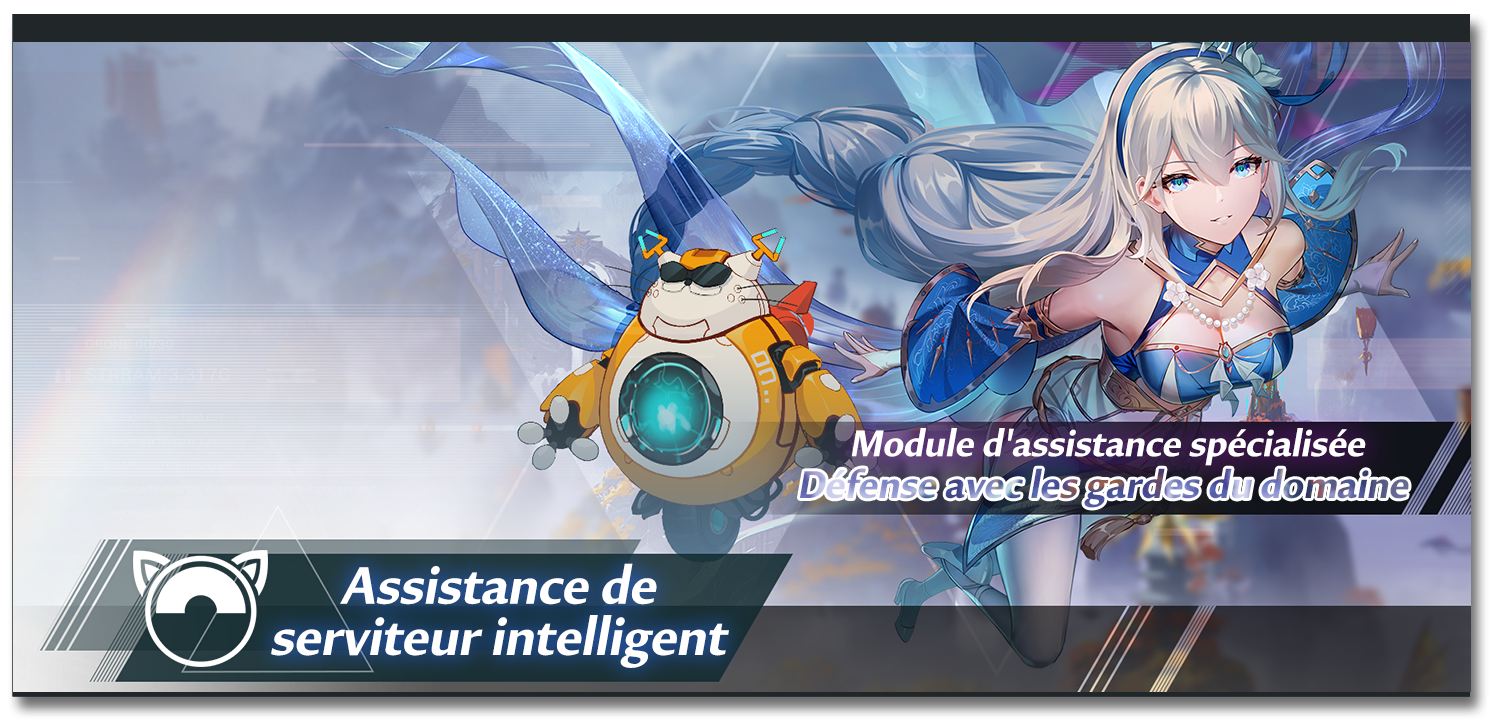 Module d'assistance spécialisée
Défense avec les gardes du domaine
Assistance de
serviteur intelligent